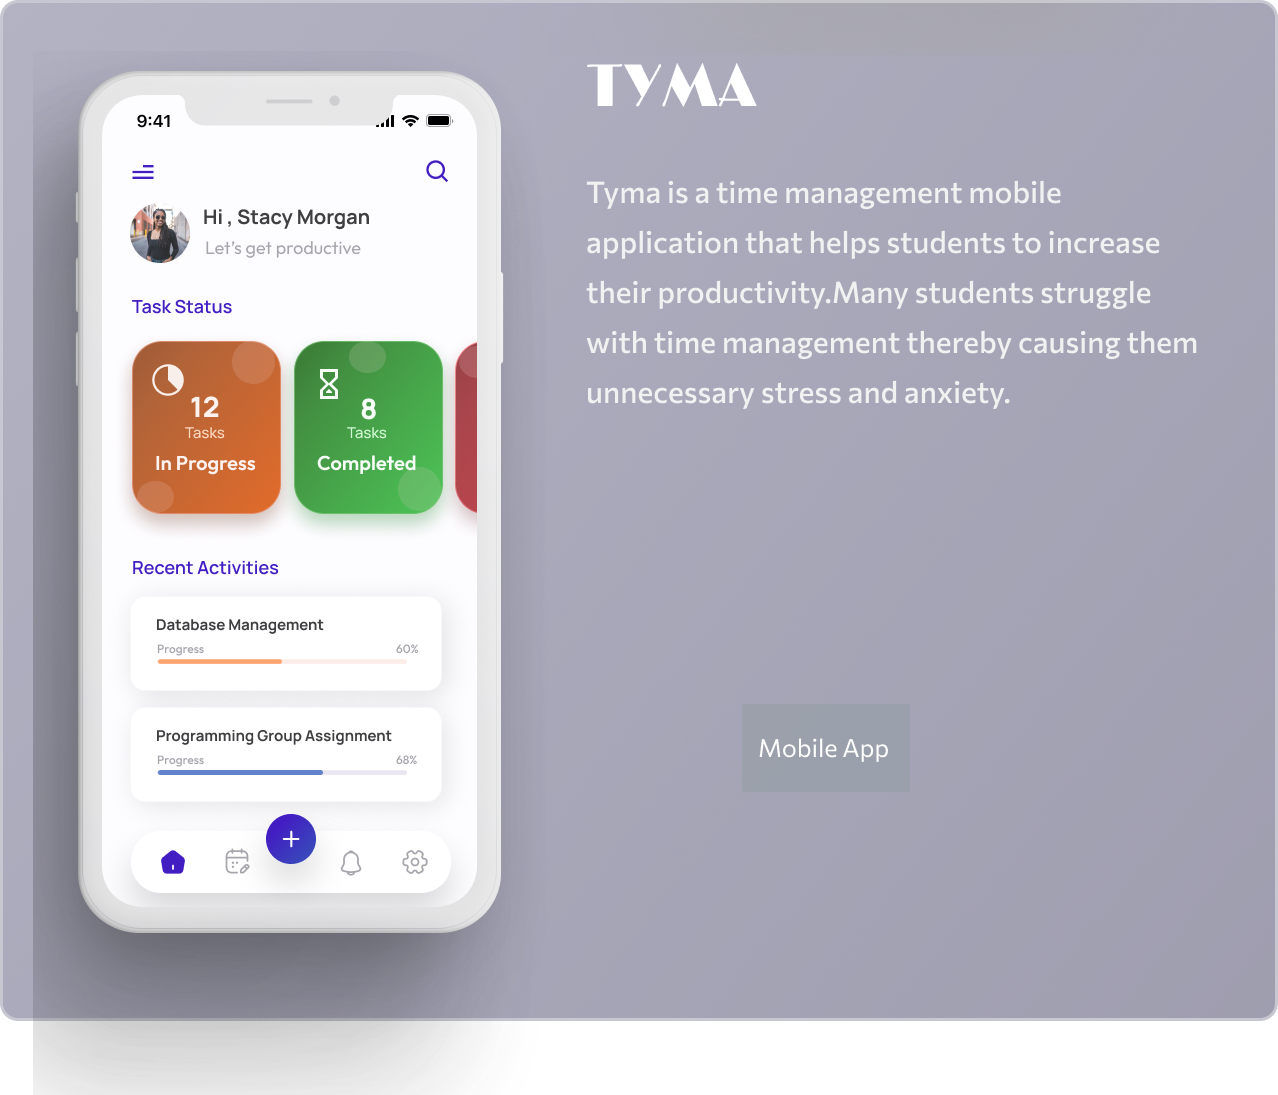 9:41
Hi , Stacy Morgan
Let's get productive
Task Status
12
Tasks
In Progress
8
Tasks
Completed
Recent Activities
Database Management
Progress 60%
Programming Group Assignment
Progress 68%
TYMA
Tyma is a time management mobile
application that helps students to increase
their productivity.Many students struggle
with time management thereby causing them
unnecessary stress and anxiety.
Mobile App